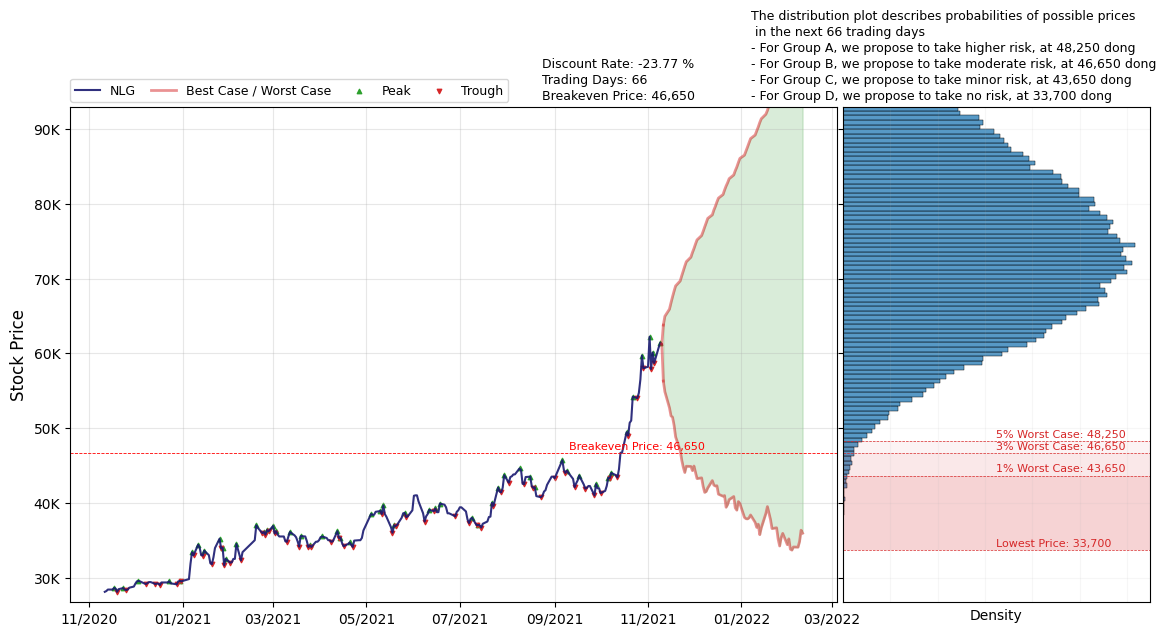 The distribution plot describes probabilities of possible prices
in the next 66 trading days
- For Group A, we propose to take higher risk, at 48,250 dong
- For Group B, we propose to take moderate risk, at 46,650 dong
- For Group C, we propose to take minor risk, at 43,650 dong
- For Group D, we propose to take no risk, at 33,700 dong
Discount Rate: -23.77 %
Trading Days: 66
Breakeven Price: 46,650
NLG Best Case / Worst Case Peak Trough
90K
80K
70K
60K
50K
40K
30K
Stock Price
Breakeven Price: 46,650
5% Worst Case: 48,250
3% Worst Case: 46,650
1% Worst Case: 43,650
Lowest Price: 33,700
11/2020 01/2021 03/2021 05/2021 07/2021 09/2021 11/2021 01/2022 03/2022
Density